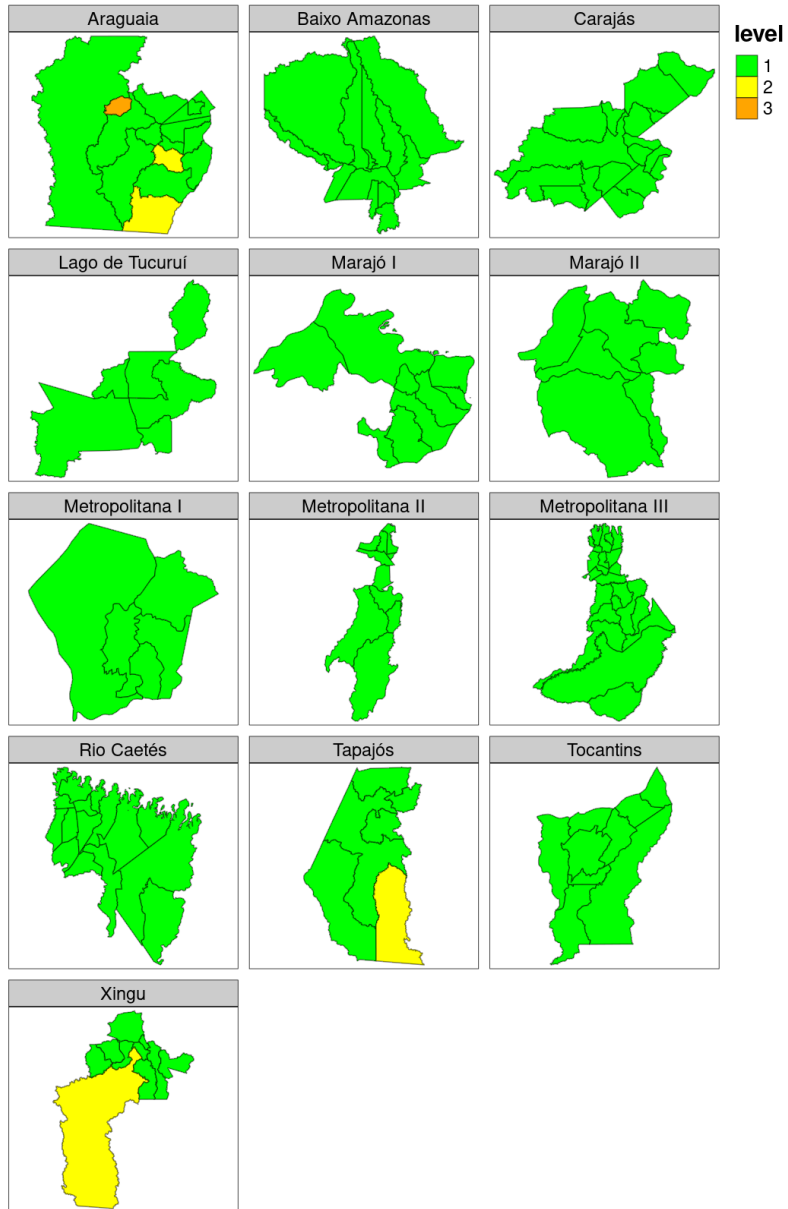 Araguaia
Baixo Amazonas
Carajás
level
1
2
3
Lago de Tucuruí
Marajó I
Marajó II
Metropolitana I
Metropolitana II
Metropolitana III
Rio Caetés
Tapajós
Tocantins
Xingu